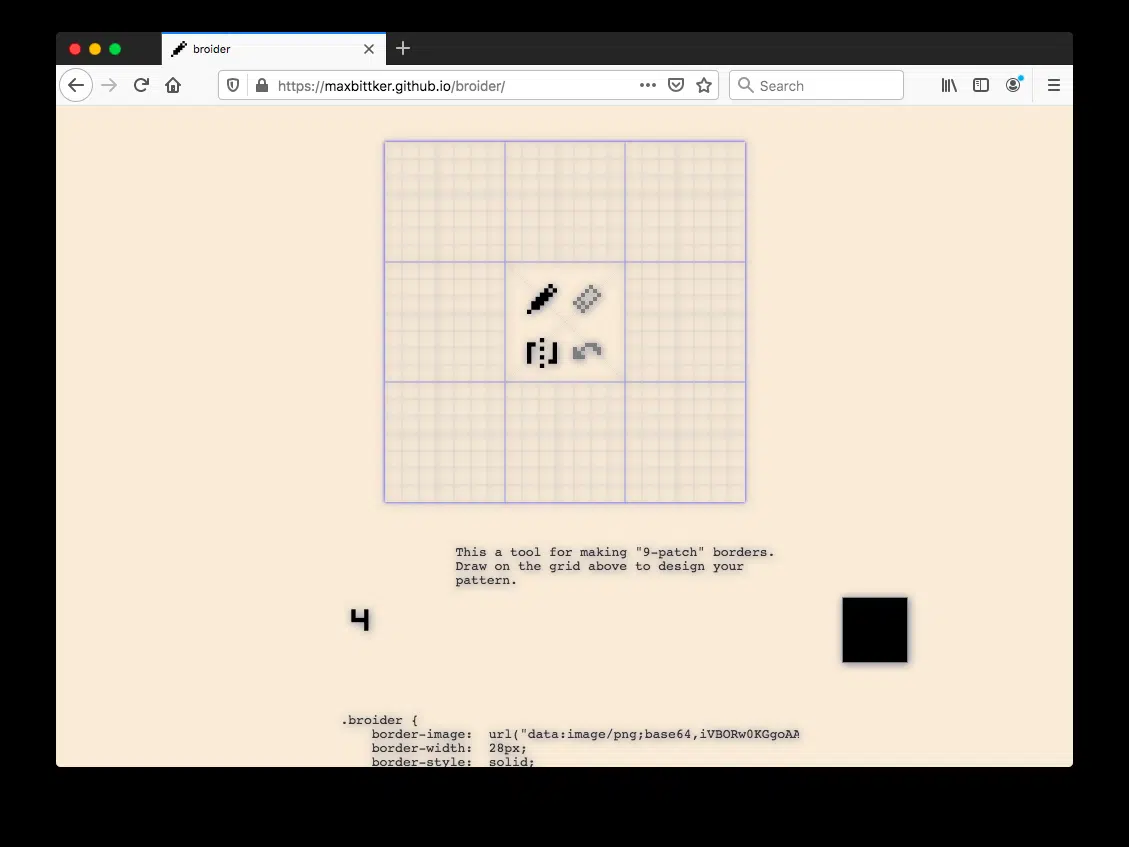 broider
https://maxbittker.github.io/broider/
Search
This a tool for making "9-patch" borders.
Draw on the grid above to design your
pattern.
4
.broider {
border-image: url("data:image/png;base64,iVBORw0KGgoAA
border-width: 28px;
border-style: solid;